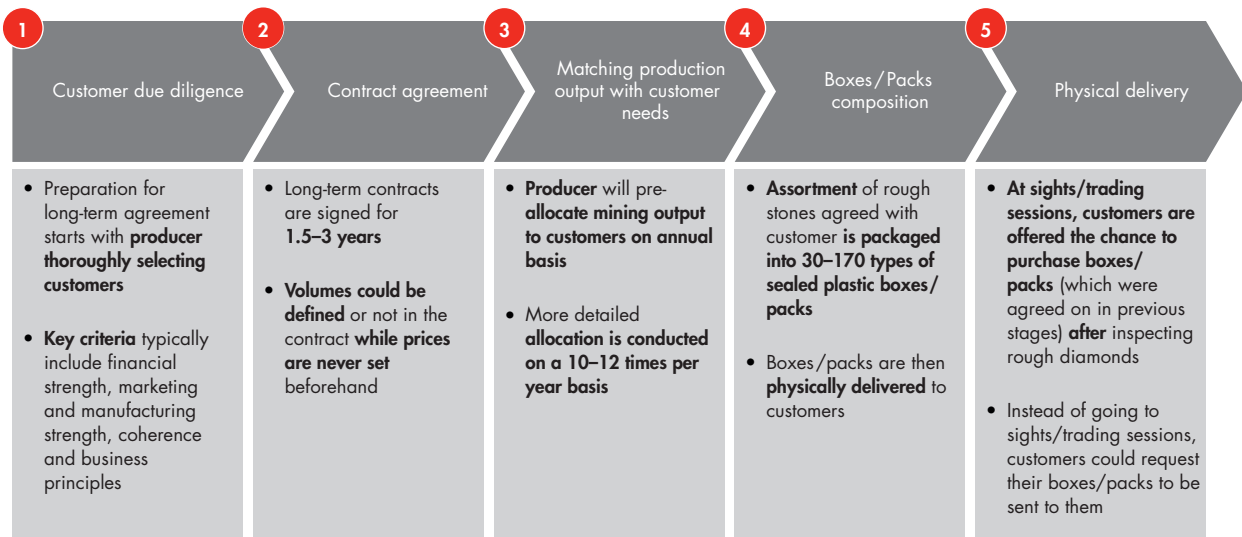 1
Customer due diligence
• Preparation for
long-term agreement
starts with producer
thoroughly selecting
customers
• Key criteria typically
include financial
strength, marketing
and manufacturing
strength, coherence
and business
principles
2
Contract agreement
• Long-term contracts
are signed for
1.5–3 years
• Volumes could be
defined or not in the
contract while prices
are never set
beforehand
3
Matching production
output with customer
needs
• Producer will pre-
allocate mining output
to customers on annual
basis
• More detailed
allocation is conducted
on a 10–12 times per
year basis
4
Boxes/Packs
composition
• Assortment of rough
stones agreed with
customer is packaged
into 30–170 types of
sealed plastic boxes/
packs
• Boxes/packs are then
physically delivered to
customers
5
Physical delivery
• At sights/trading
sessions, customers are
offered the chance to
purchase boxes/
packs (which were
agreed on in previous
stages) after inspecting
rough diamonds
• Instead of going to
sights/trading sessions,
customers could request
their boxes/packs to be
sent to them